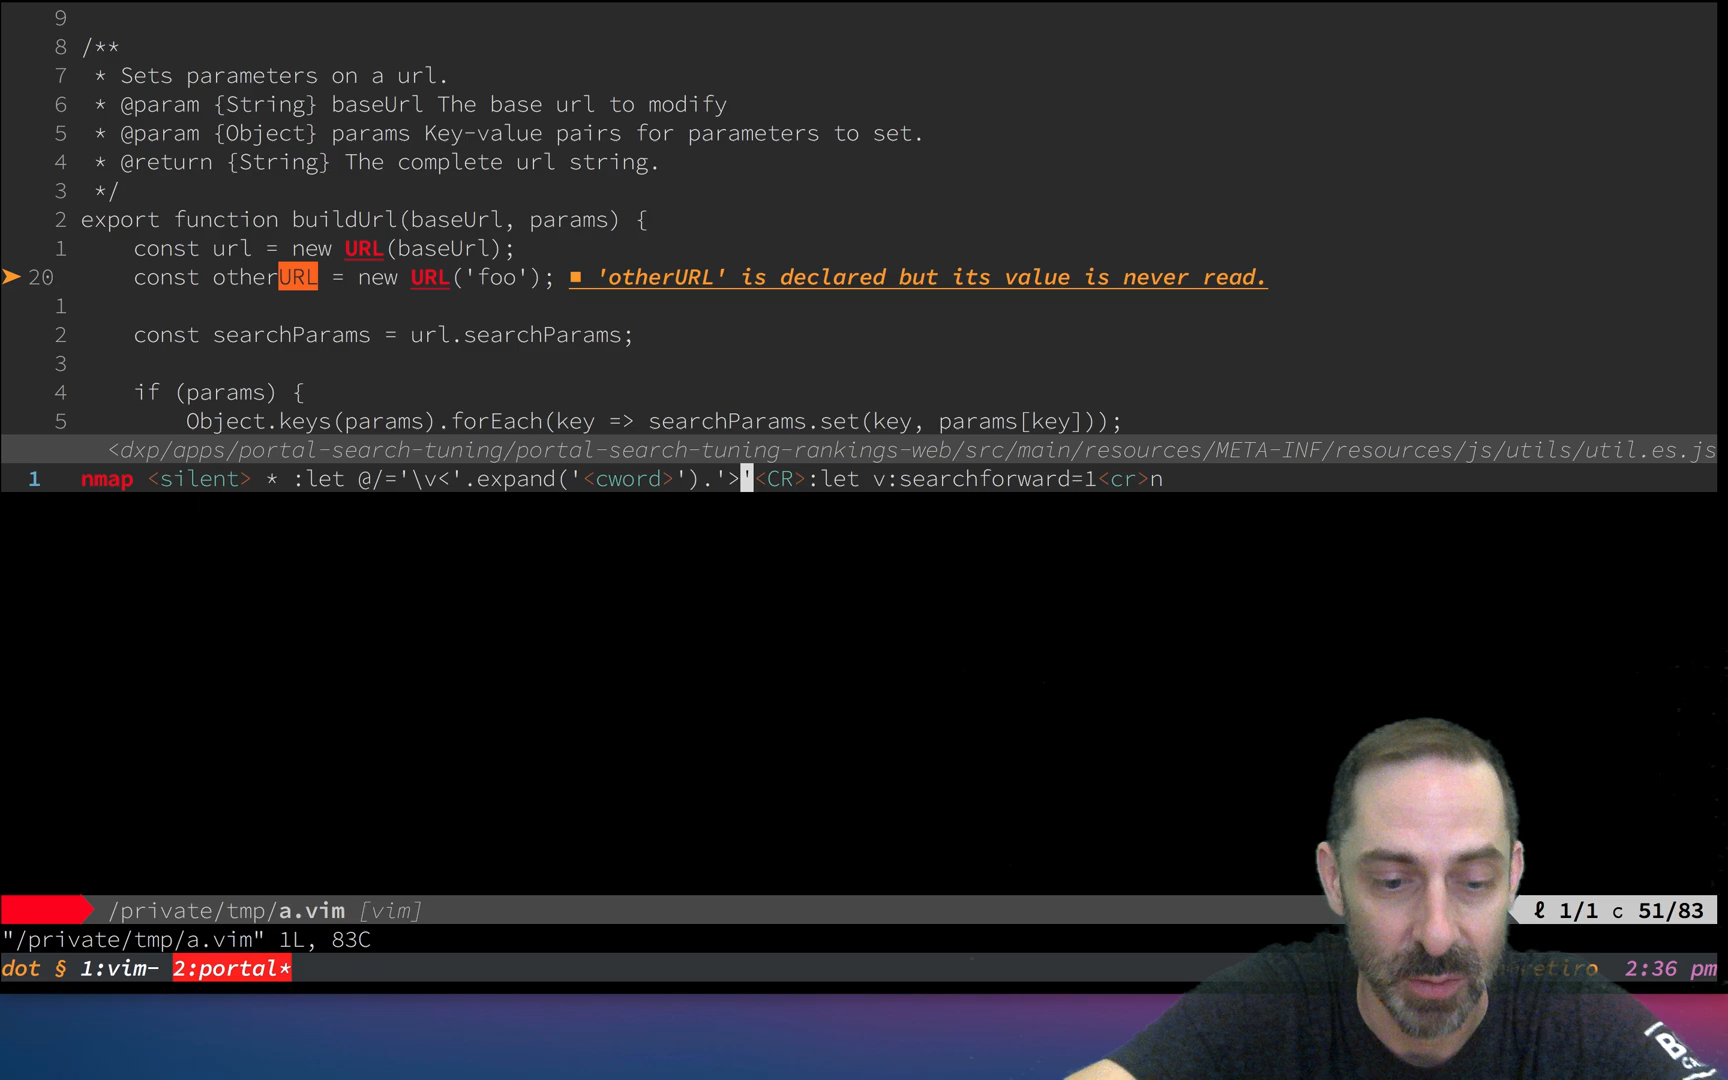 9
8 /**
7  * Sets parameters on a url.
6  * @param {String} baseUrl The base url to modify
5  * @param {Object} params Key-value pairs for parameters to set.
4  * @return {String} The complete url string.
3  */
2 export function buildUrl(baseUrl, params) {
1     const url = new URL(baseUrl);
➤ 20     const otherURL = new URL('foo'); ■ 'otherURL' is declared but its value is never read.
1
2     const searchParams = url.searchParams;
3
4     if (params) {
5         Object.keys(params).forEach(key => searchParams.set(key, params[key]));
<dxp/apps/portal-search-tuning/portal-search-tuning-rankings-web/src/main/resources/META-INF/resources/js/utils/util.es.js
1 nmap <silent> * :let @/='\v<'.expand('<cword>').'>'<CR>:let v:searchforward=1<cr>n
/private/tmp/a.vim [vim] ℓ 1/1 c 51/83
"/private/tmp/a.vim" 1L, 83C
dot § 1:vim- 2:portal* retiro 2:36 pm